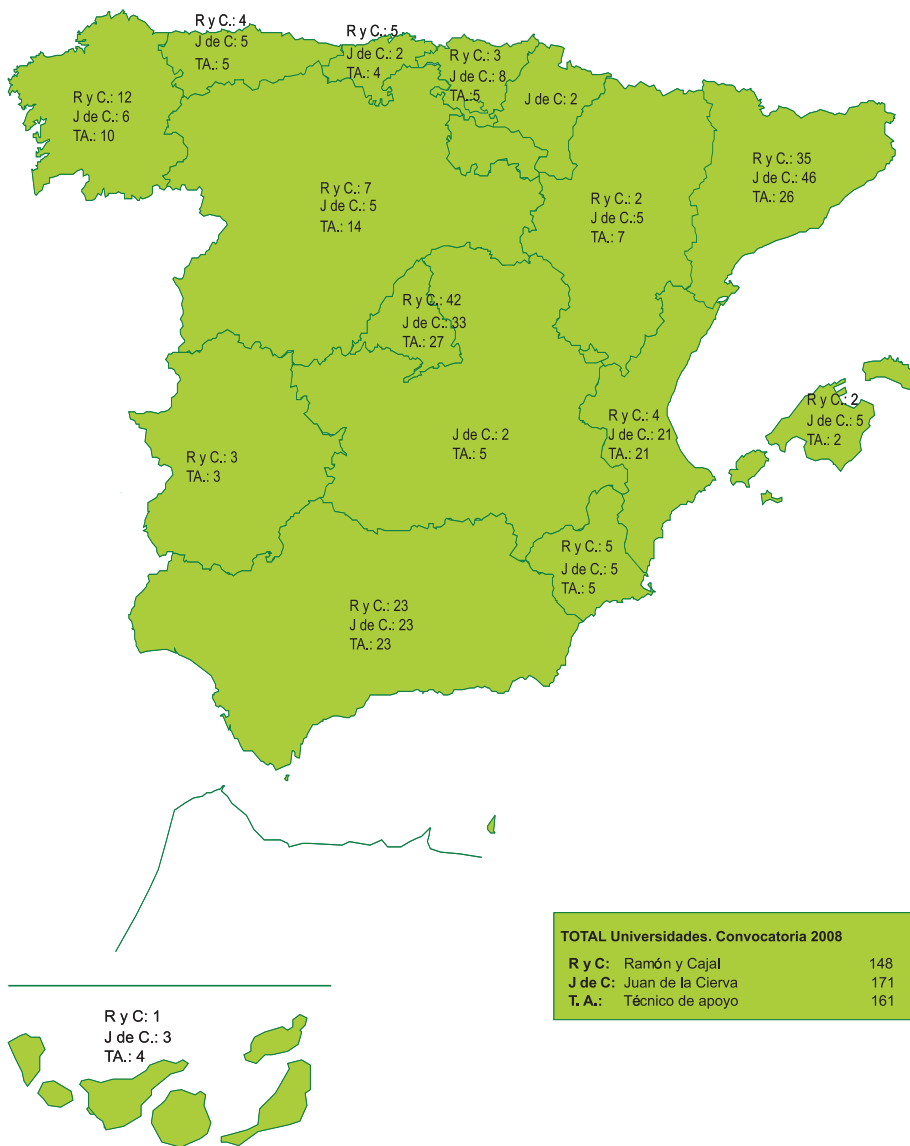 R y C.: 4
J de C: 5
TA.: 5
R y C.: 5
J de C.: 2
TA.: 4
R y C.: 3
J de C.: 8
TA.: 5
J de C.: 2
R y C.: 12
J de C.: 6
TA.: 10
R y C.: 35
J de C.: 46
TA.: 26
R y C.: 7
J de C.: 5
TA.: 14
R y C.: 2
J de C.:5
TA.: 7
R y C.: 42
J de C.: 33
TA.: 27
R y C.: 2
J de C.: 5
TA.: 2
R y C.: 4
J de C.: 21
TA.: 21
J de C.: 2
TA.: 5
R y C.: 3
TA.: 3
R y C.: 5
J de C.: 5
TA.: 5
R y C.: 23
J de C.: 23
TA.: 23
TOTAL Universidades. Convocatoria 2008
R y C: Ramón y Cajal 148
J de C: Juan de la Cierva 171
T. A.: Técnico de apoyo 161
R y C: 1
J de C.: 3
TA.: 4